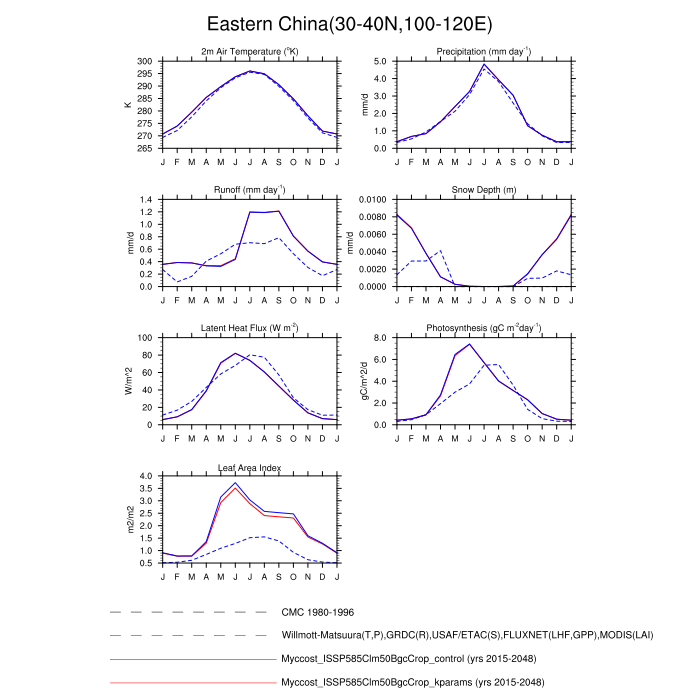 Eastern China(30-40N,100-120E)
2m Air Temperature (°K)
K
300
295
290
285
280
275
270
265
J F M A M J J A S O N D J
Precipitation (mm day-1)
mm/d
5.0
4.0
3.0
2.0
1.0
0.0
J F M A M J J A S O N D J
Runoff (mm day-1)
mm/d
1.4
1.2
1.0
0.8
0.6
0.4
0.2
0.0
J F M A M J J A S O N D J
Snow Depth (m)
mm/d
0.0100
0.0080
0.0060
0.0040
0.0020
0.0000
J F M A M J J A S O N D J
Latent Heat Flux (W m-2)
W/m^2
100
80
60
40
20
0
J F M A M J J A S O N D J
Photosynthesis (gC m-2day-1)
gC/m^2/d
8.0
6.0
4.0
2.0
0.0
J F M A M J J A S O N D J
Leaf Area Index
m2/m2
4.0
3.5
3.0
2.5
2.0
1.5
1.0
0.5
J F M A M J J A S O N D J
CMC 1980-1996
Willmott-Matsuura(T,P),GRDC(R),USAF/ETAC(S),FLUXNET(LHF,GPP),MODIS(LAI)
Myccost_ISSP585Clm50BgcCrop_control (yrs 2015-2048)
Myccost_ISSP585Clm50BgcCrop_kparams (yrs 2015-2048)